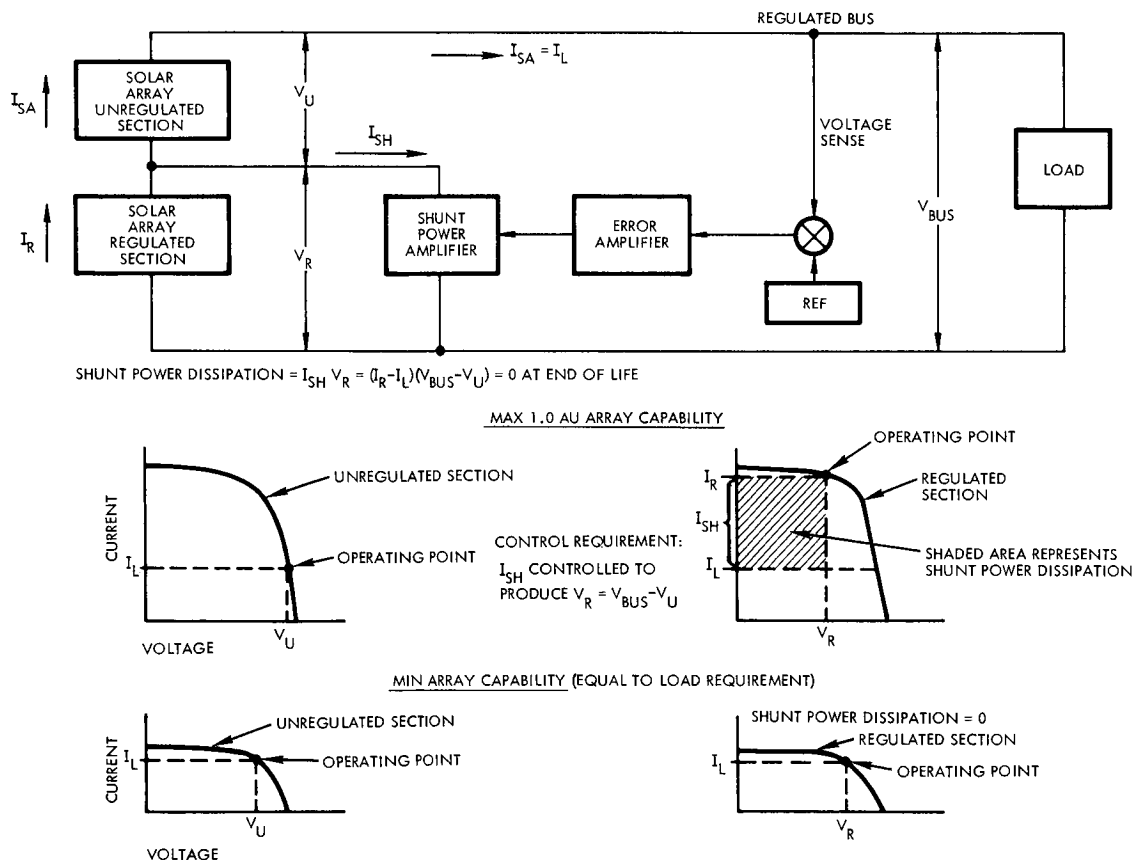 REGULATED BUS
I_SA = I_L
SOLAR
ARRAY
UNREGULATED
SECTION
I_SA
V_U
I_SH
VOLTAGE
SENSE
LOAD
SOLAR
ARRAY
REGULATED
SECTION
I_R
V_R
SHUNT
POWER
AMPLIFIER
ERROR
AMPLIFIER
REF
V_BUS
SHUNT POWER DISSIPATION = I_SH V_R = (I_R-I_L)(V_BUS-V_U) = 0 AT END OF LIFE
MAX 1.0 AU ARRAY CAPABILITY
UNREGULATED SECTION
OPERATING POINT
CURRENT
I_L
V_U
VOLTAGE
CONTROL REQUIREMENT:
I_SH CONTROLLED TO
PRODUCE V_R = V_BUS-V_U
OPERATING POINT
REGULATED
SECTION
I_R
I_SH
I_L
SHADED AREA REPRESENTS
SHUNT POWER DISSIPATION
V_R
MIN ARRAY CAPABILITY (EQUAL TO LOAD REQUIREMENT)
UNREGULATED SECTION
OPERATING POINT
CURRENT
I_L
V_U
VOLTAGE
SHUNT POWER DISSIPATION = 0
REGULATED SECTION
OPERATING POINT
I_L
V_R